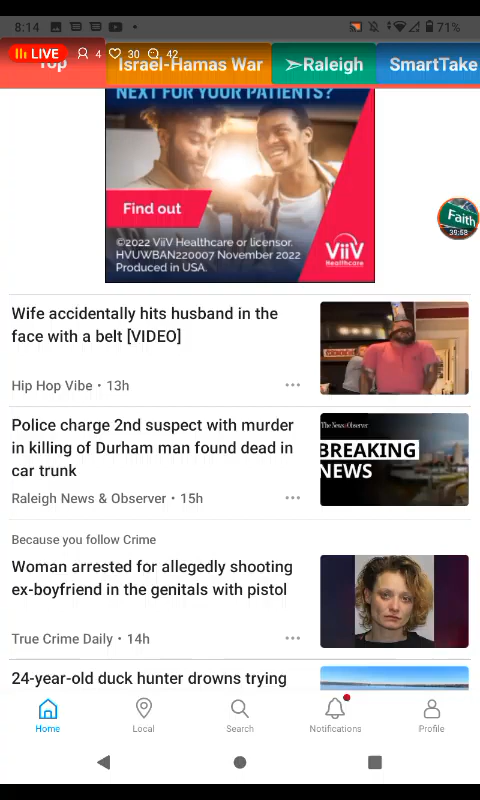 8:14
71%
LIVE 4 30 42
Top
Israel-Hamas War
Raleigh
SmartTake
NEXT FOR YOUR PATIENTS?
Find out
©2022 ViiV Healthcare or licensor.
HVUWBAN220007 November 2022
Produced in USA.
ViiV
Healthcare
Faith
39:58
Wife accidentally hits husband in the
face with a belt [VIDEO]
Hip Hop Vibe • 13h
Police charge 2nd suspect with murder
in killing of Durham man found dead in
car trunk
Raleigh News & Observer • 15h
The News&Observer
BREAKING
NEWS
Because you follow Crime
Woman arrested for allegedly shooting
ex-boyfriend in the genitals with pistol
True Crime Daily • 14h
24-year-old duck hunter drowns trying
Home
Local
Search
Notifications
Profile